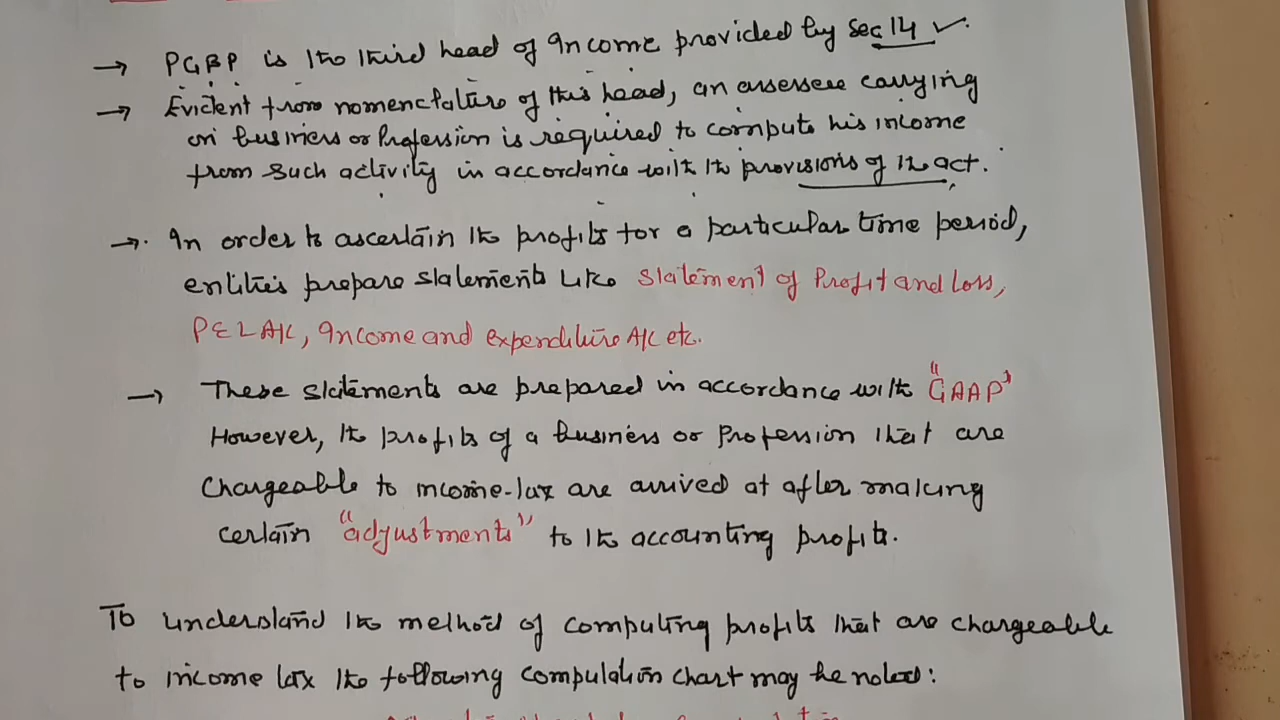 → PGBP is the third head of Income provided by Sec 14 ✓.
→ Evident from nomenclature of this head, an assessee carrying
on business or Profession is required to compute his income
from such activity in accordance with the provisions of the act.
→. In order to ascertain the profits for a particular time period,
entities prepare statements like Statement of Profit and Loss,
P&L A/c, Income and expenditure A/c etc.
→ These statements are prepared in accordance with "GAAP"
However, the profits of a business or Profession that are
Chargeable to income-tax are arrived at after making
certain "adjustments" to the accounting profits.
To understand the method of computing profits that are chargeable
to income tax the following computation chart may be noted: